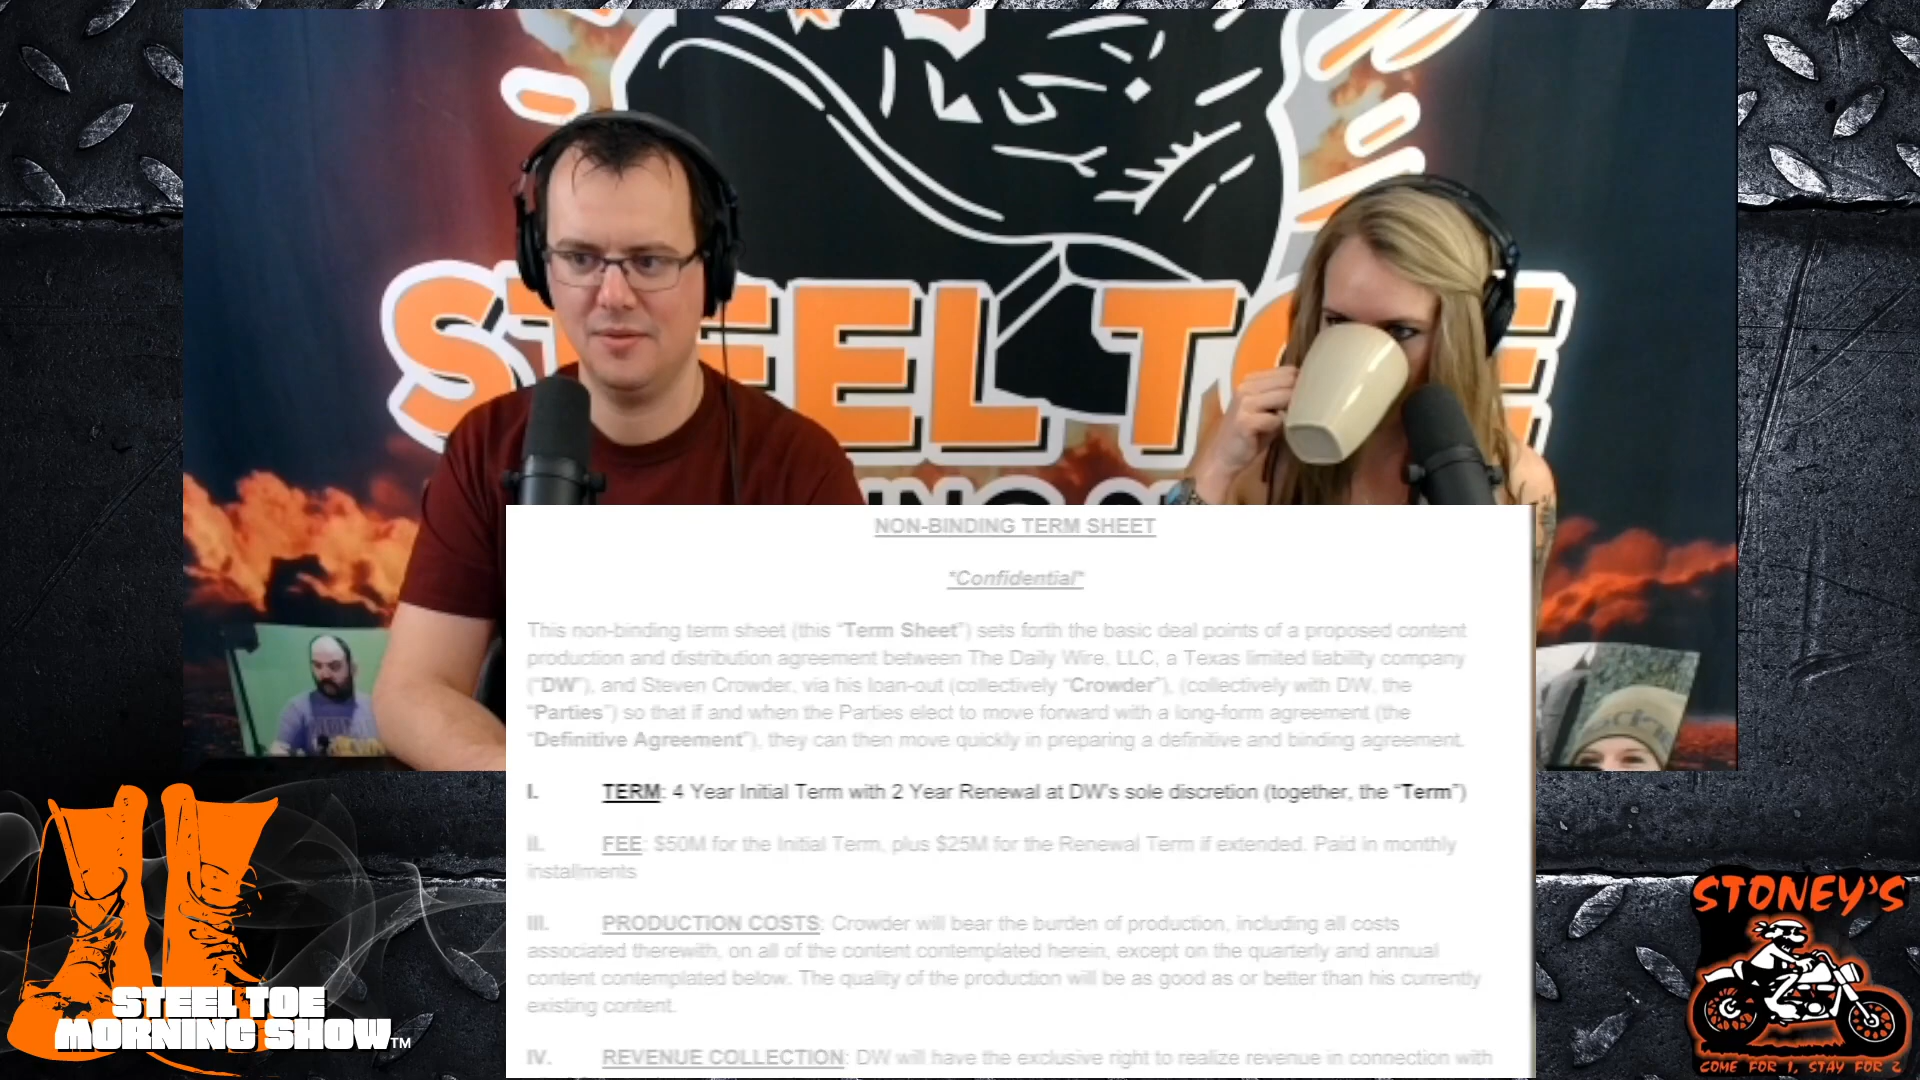 STEEL TOE
NON-BINDING TERM SHEET
*Confidential*
This non-binding term sheet (this “Term Sheet”) sets forth the basic deal points of a proposed content
production and distribution agreement between The Daily Wire, LLC, a Texas limited liability company
(“DW”), and Steven Crowder, via his loan-out (collectively “Crowder”), (collectively with DW, the
“Parties”) so that if and when the Parties elect to move forward with a long-form agreement (the
“Definitive Agreement”), they can then move quickly in preparing a definitive and binding agreement.
I. TERM: 4 Year Initial Term with 2 Year Renewal at DW’s sole discretion (together, the “Term”)
II. FEE: $50M for the Initial Term, plus $25M for the Renewal Term if extended. Paid in monthly
installments
III. PRODUCTION COSTS: Crowder will bear the burden of production, including all costs
associated therewith, on all of the content contemplated herein, except on the quarterly and annual
content contemplated below. The quality of the production will be as good as or better than his currently
existing content.
IV. REVENUE COLLECTION: DW will have the exclusive right to realize revenue in connection with
STEEL TOE
MORNING SHOW™
STONEY'S
COME FOR 1, STAY FOR 2